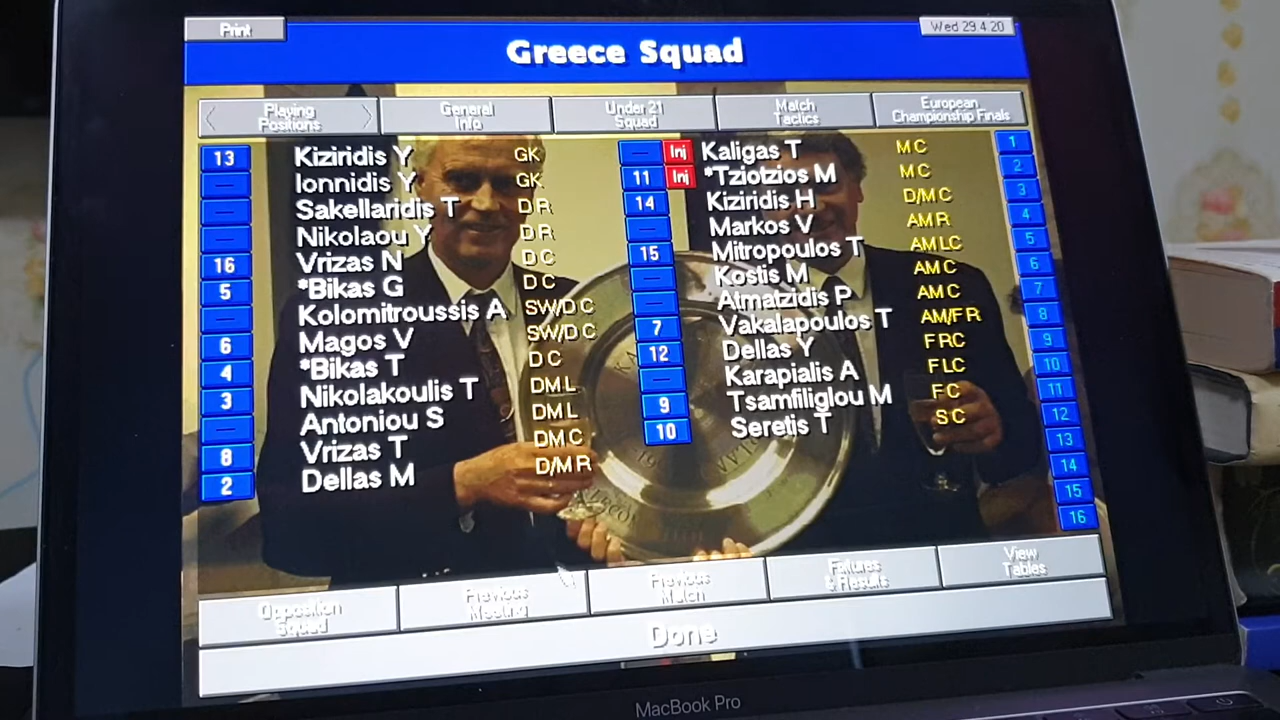 Print
Wed 29.4.20
Greece Squad
Playing Positions
General Info
Under 21 Squad
Match Tactics
European Championship Finals
13 Kiziridis Y GK
– Ionnidis Y GK
– Sakellaridis T D R
– Nikolaou Y D R
16 Vrizas N D C
5 *Bikas G D C
– Kolomitroussis A SW/D C
6 Magos V SW/D C
4 *Bikas T D C
3 Nikolakoulis T DM L
– Antoniou S DM L
8 Vrizas T DM C
2 Dellas M D/M R
– Inj Kaligas T M C
11 Inj *Tziotzios M M C
14 Kiziridis H D/M C
– Markos V AM R
15 Mitropoulos T AM LC
– Kostis M AM C
– Atmatzidis P AM C
7 Vakalapoulos T AM/F R
12 Dellas Y F RC
– Karapialis A F LC
9 Tsamfiliglou M F C
10 Seretis T S C
1
2
3
4
5
6
7
8
9
10
11
12
13
14
15
16
Opposition Squad
Previous Meeting
Previous Match
Fixtures & Results
View Tables
Done
MacBook Pro